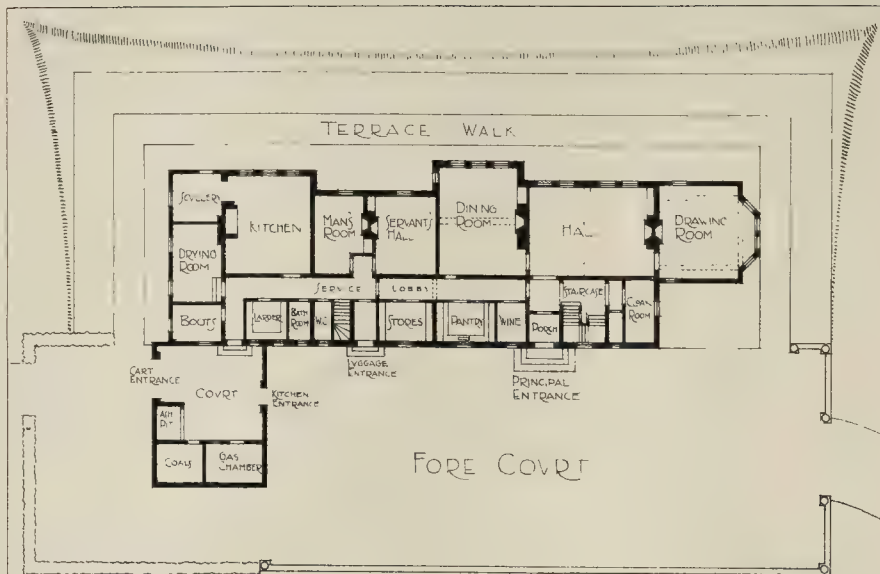 TERRACE WALK
SCULLERY
KITCHEN
MAN'S
ROOM
SERVANTS
HALL
DINING
ROOM
HALL
DRAWING
ROOM
DRYING
ROOM
SERVICE LOBBY
BOOTS
LARDER
BATH
ROOM
W.C
STORES
PANTRY
WINE
PORCH
STAIRCASE
CLOAK
ROOM
CART
ENTRANCE
COURT
KITCHEN
ENTRANCE
LUGGAGE
ENTRANCE
PRINCIPAL
ENTRANCE
ASH
PIT
COALS
GAS
CHAMBER
FORE COURT